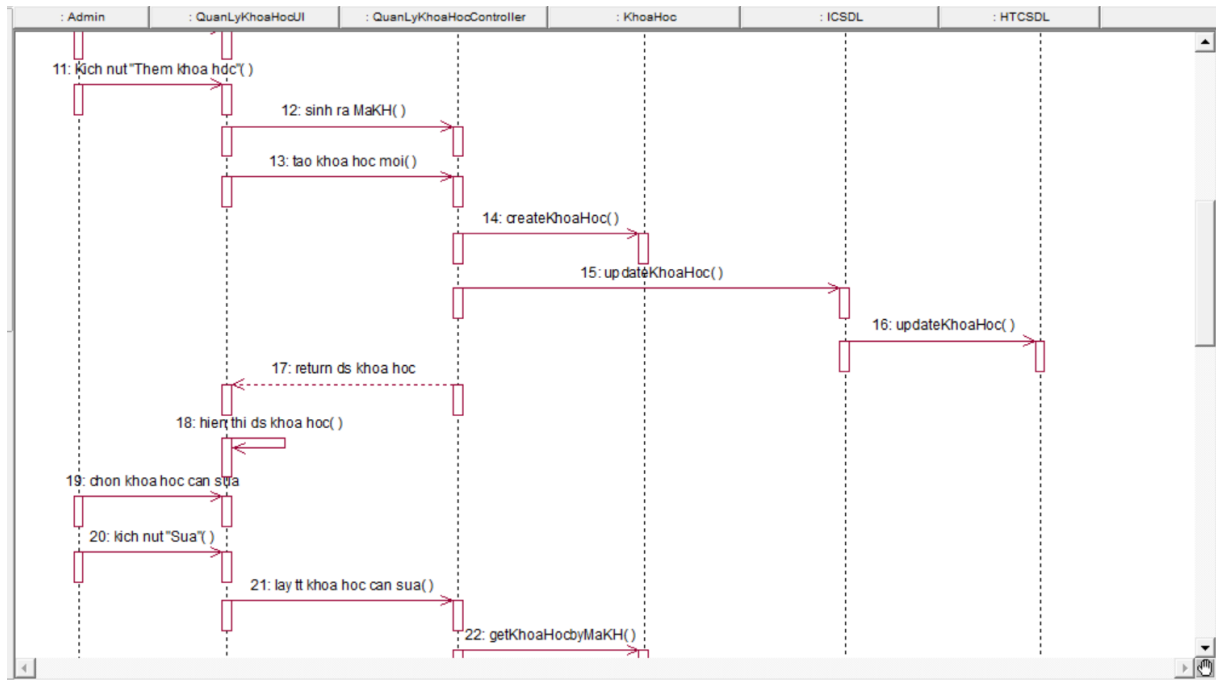 : Admin
: QuanLyKhoaHocUI
: QuanLyKhoaHocController
: KhoaHoc
: ICSDL
: HTCSDL
11: Kich nut "Them khoa hdc"( )
12: sinh ra MaKH( )
13: tao khoa hoc moi( )
14: createKhoaHoc( )
15: updateKhoaHoc( )
16: updateKhoaHoc( )
17: return ds khoa hoc
18: hien thi ds khoa hoc( )
19: chon khoa hoc can sua
20: kich nut "Sua"( )
21: lay tt khoa hoc can sua( )
22: getKhoaHocbyMaKH( )